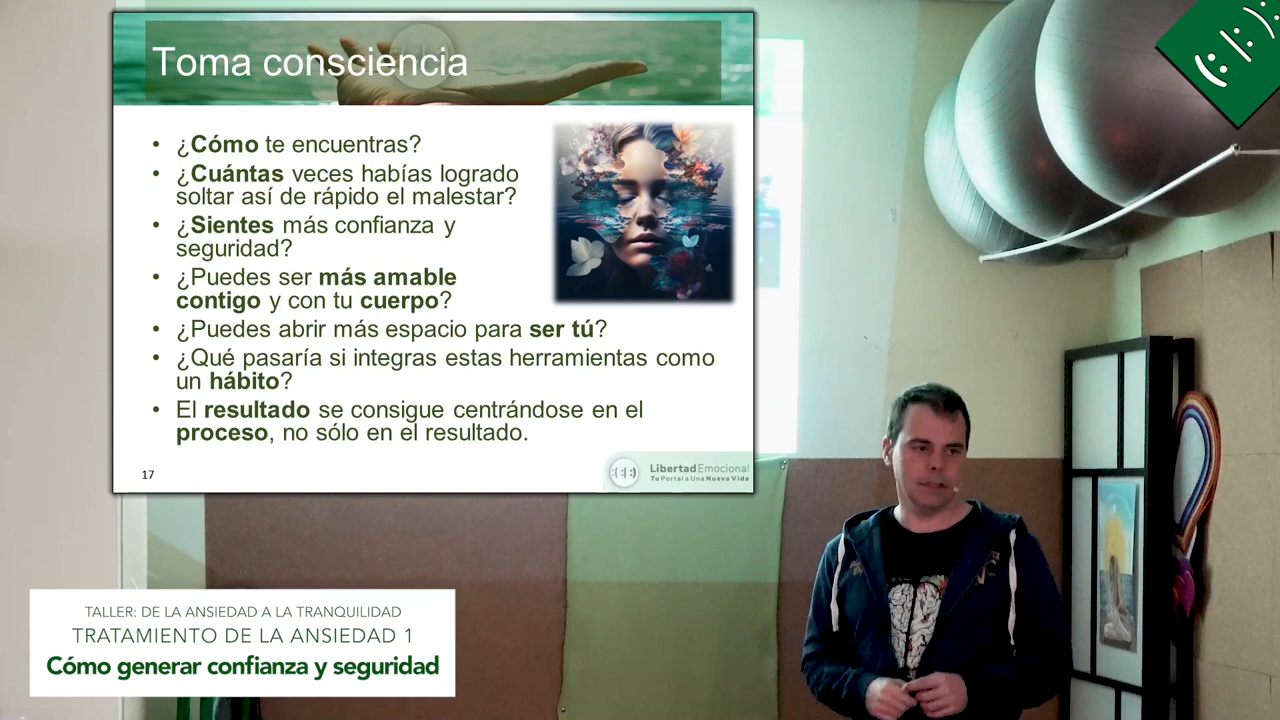 Toma consciencia
• ¿Cómo te encuentras?
• ¿Cuántas veces habías logrado
soltar así de rápido el malestar?
• ¿Sientes más confianza y
seguridad?
• ¿Puedes ser más amable
contigo y con tu cuerpo?
• ¿Puedes abrir más espacio para ser tú?
• ¿Qué pasaría si integras estas herramientas como
un hábito?
• El resultado se consigue centrándose en el
proceso, no sólo en el resultado.
17
LibertadEmocional
Tu Portal a Una Nueva Vida
TALLER: DE LA ANSIEDAD A LA TRANQUILIDAD
TRATAMIENTO DE LA ANSIEDAD 1
Cómo generar confianza y seguridad